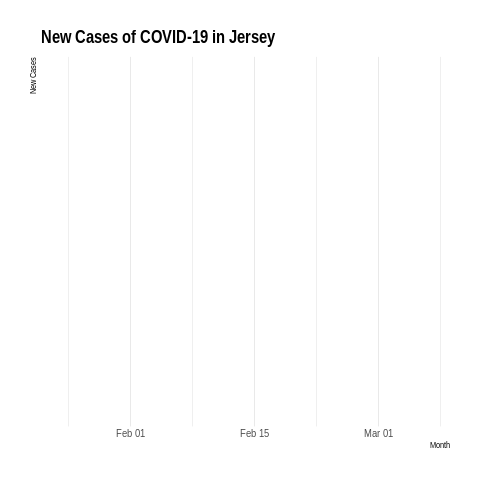 New Cases of COVID-19 in Jersey
New Cases
Feb 01
Feb 15
Mar 01
Month